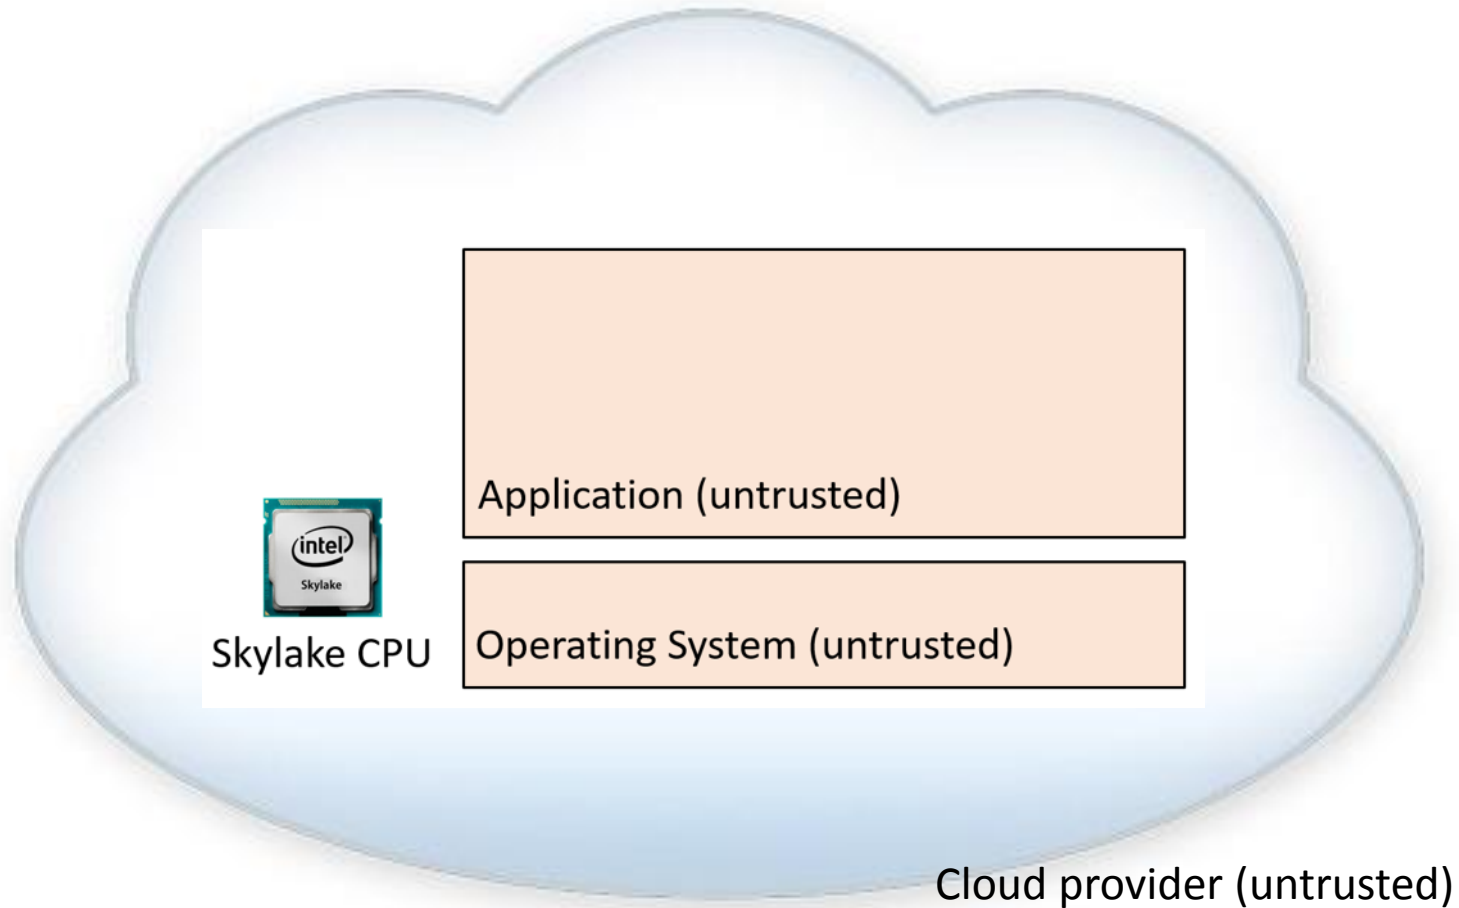 Application (untrusted)
intel
Skylake
Skylake CPU
Operating System (untrusted)
Cloud provider (untrusted)